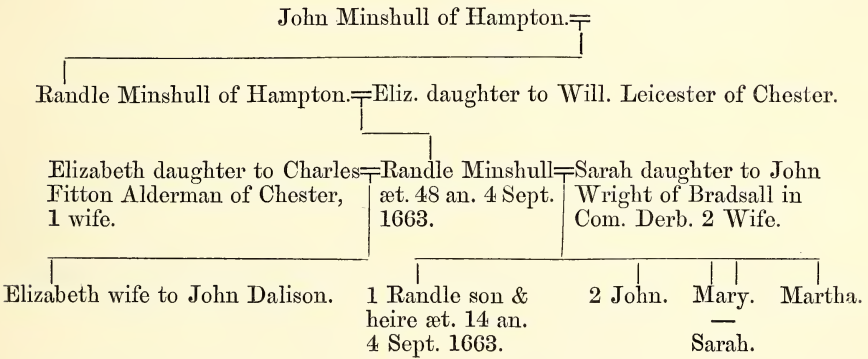 John Minshull of Hampton.
Randle Minshull of Hampton. Eliz. daughter to Will. Leicester of Chester.
Elizabeth daughter to Charles
Fitton Alderman of Chester,
1 wife.
Randle Minshull
æt. 48 an. 4 Sept.
1663.
Sarah daughter to John
Wright of Bradsall in
Com. Derb. 2 Wife.
Elizabeth wife to John Dalison.
1 Randle son &
heire æt. 14 an.
4 Sept. 1663.
2 John.
Mary.
Sarah.
Martha.